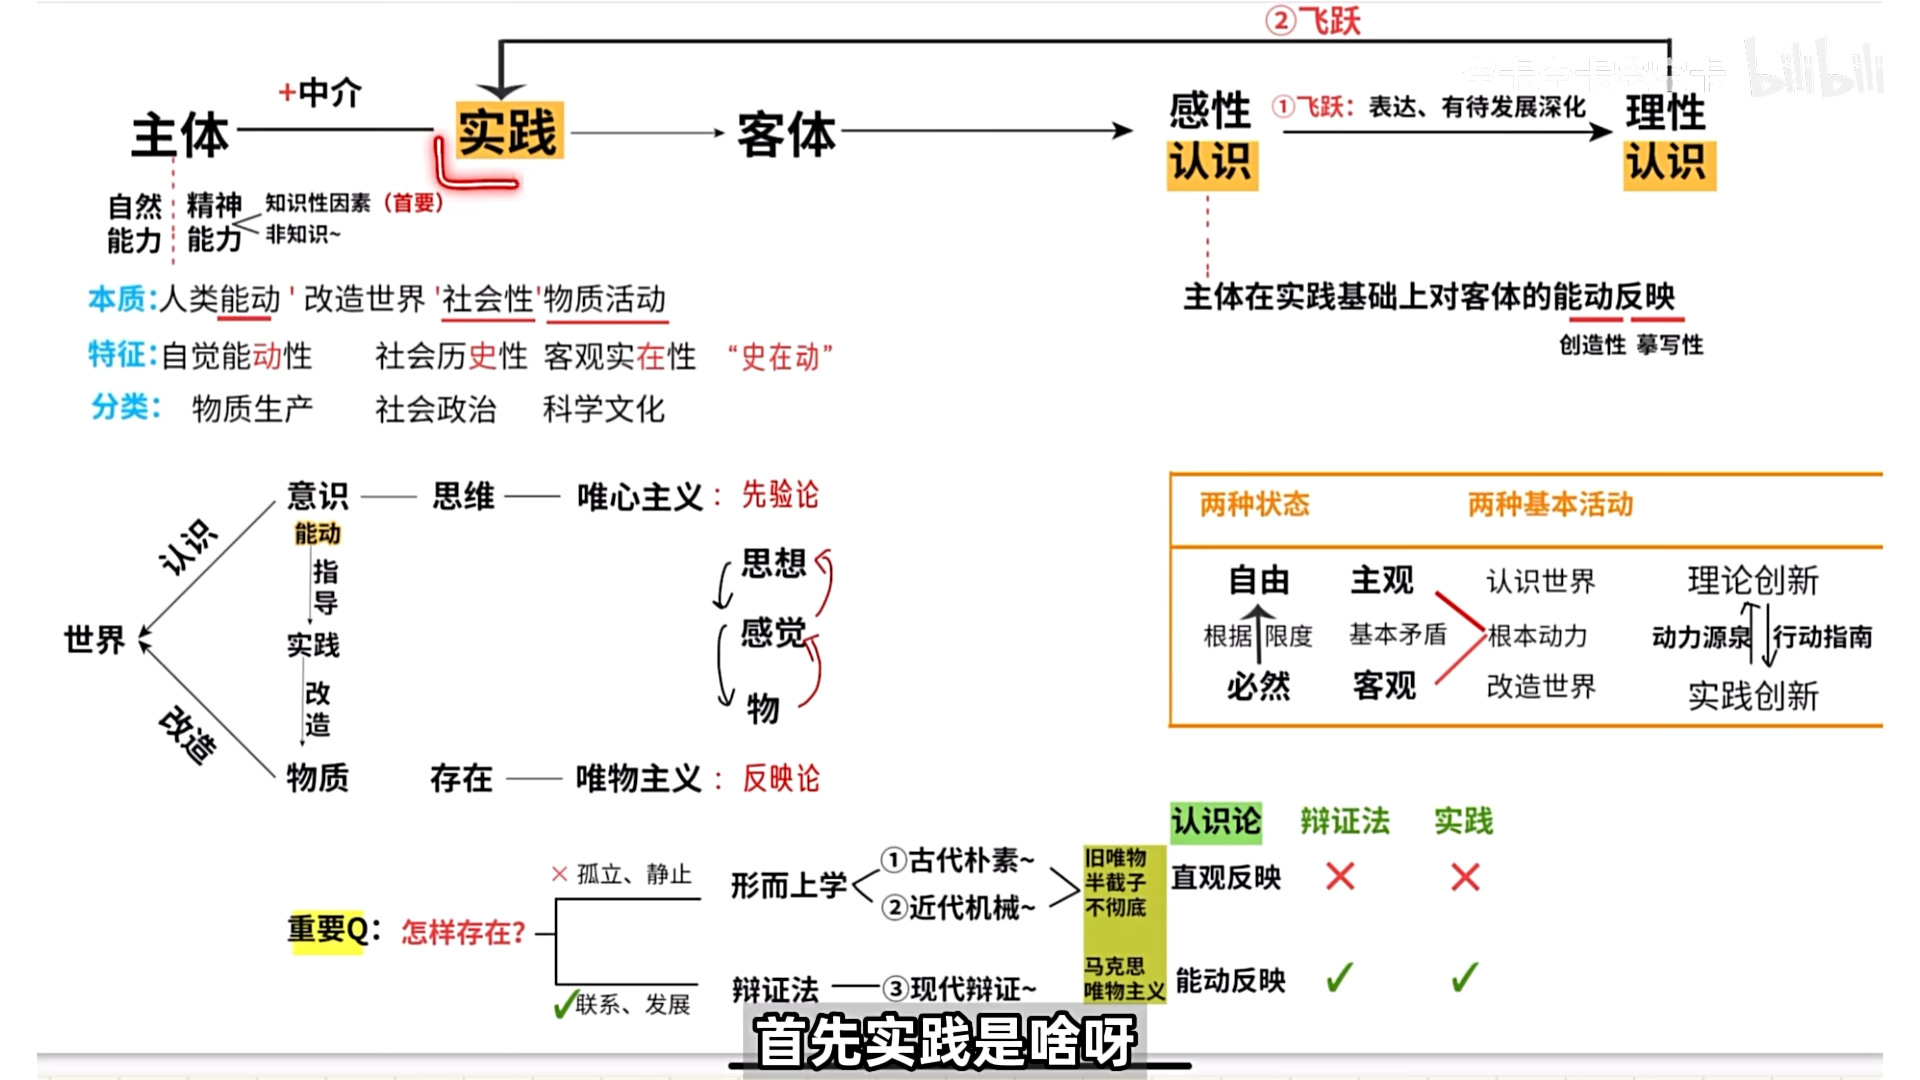 ②飞跃
+中介
主体
实践
客体
感性
认识
①飞跃：表达、有待发展深化
理性
认识
bilibili
自然
能力
精神
能力
知识性因素（首要）
非知识~
本质：人类能动'改造世界'社会性'物质活动
特征：自觉能动性 社会历史性 客观实在性 “史在动”
分类： 物质生产 社会政治 科学文化
主体在实践基础上对客体的能动反映
创造性 摹写性
世界
认识
改造
意识
能动
指导
实践
改造
物质
思维
唯心主义：先验论
思想
感觉
物
存在
唯物主义：反映论
两种状态 两种基本活动
自由 主观 认识世界 理论创新
根据 限度 基本矛盾 根本动力 动力源泉 行动指南
必然 客观 改造世界 实践创新
重要Q：怎样存在？
×孤立、静止
形而上学
①古代朴素~
②近代机械~
旧唯物
半截子
不彻底
✓联系、发展
辩证法
③现代辩证~
马克思
唯物主义
认识论 辩证法 实践
直观反映 × ×
能动反映 ✓ ✓
首先实践是啥呀